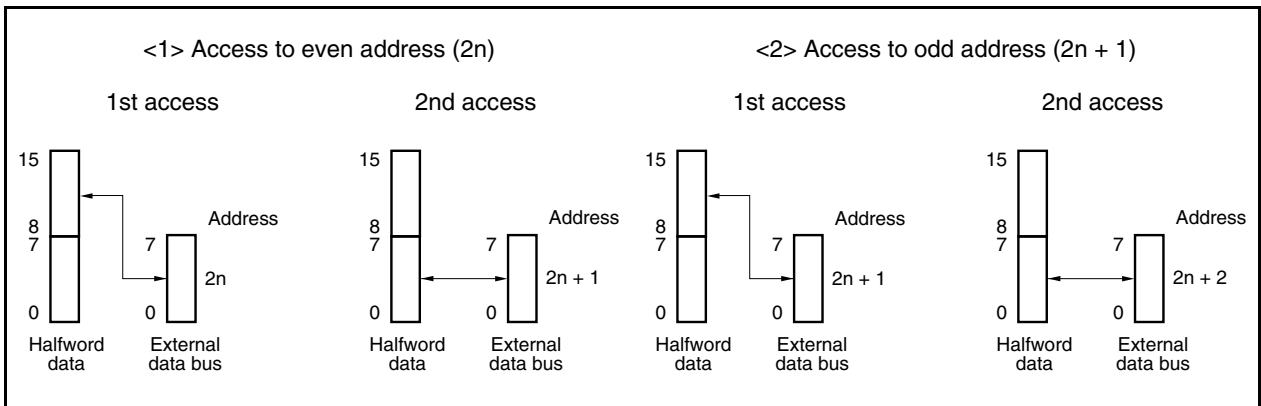 <1> Access to even address (2n)
1st access
15
8
7
0
Halfword
data
Address
7
2n
0
External
data bus
2nd access
15
8
7
0
Halfword
data
Address
7
2n + 1
0
External
data bus
<2> Access to odd address (2n + 1)
1st access
15
8
7
0
Halfword
data
Address
7
2n + 1
0
External
data bus
2nd access
15
8
7
0
Halfword
data
Address
7
2n + 2
0
External
data bus